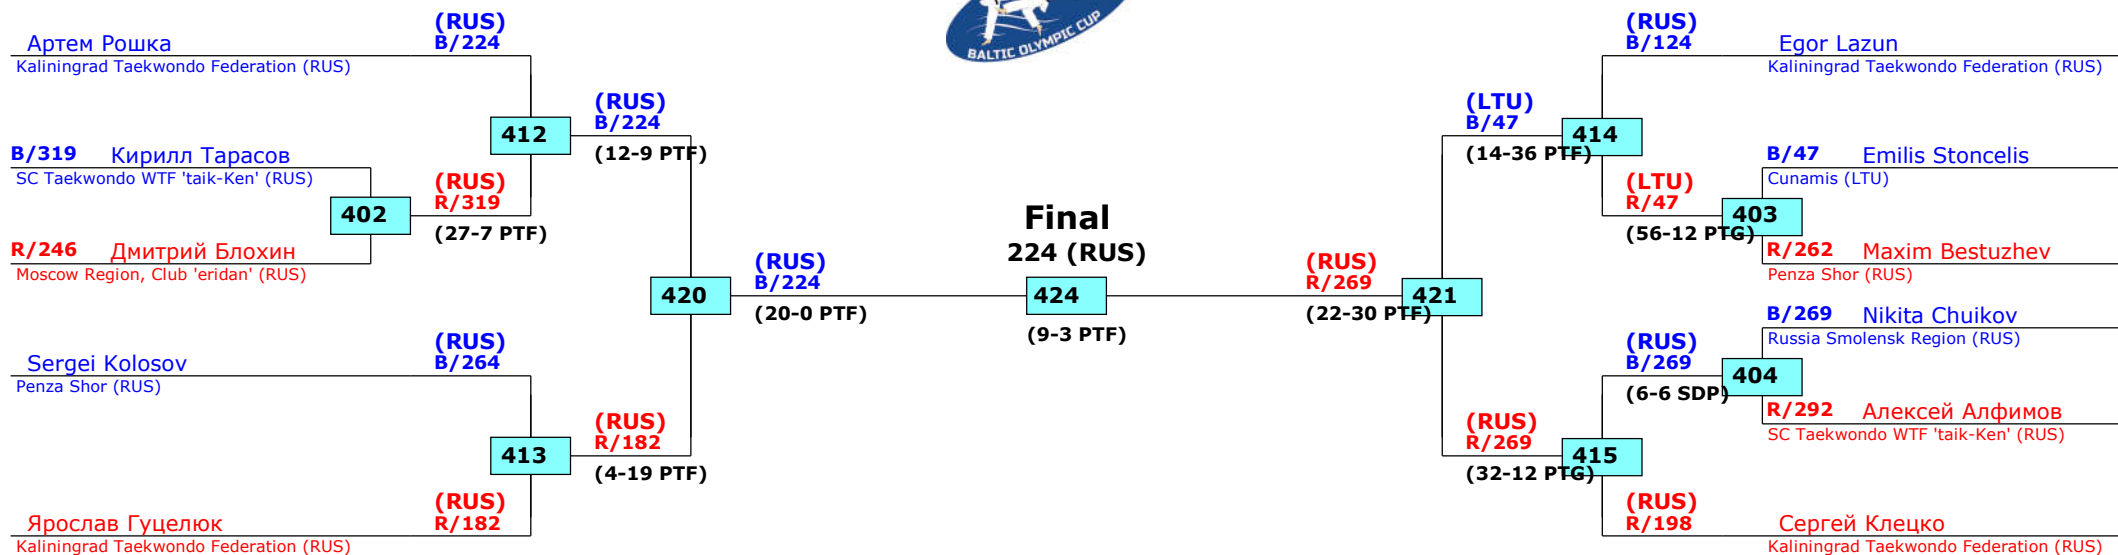 BALTIC OLYMPIC CUP
(RUS)
Артем Рошка B/224
Kaliningrad Taekwondo Federation (RUS)
(RUS)
B/224
412
(12-9 PTF)
B/319 Кирилл Тарасов
SC Taekwondo WTF 'taik-Ken' (RUS)
(RUS)
R/319
402
(27-7 PTF)
R/246 Дмитрий Блохин
Moscow Region, Club 'eridan' (RUS)
(RUS)
B/224
420
(20-0 PTF)
(RUS)
Sergei Kolosov B/264
Penza Shor (RUS)
(RUS)
R/182
413
(4-19 PTF)
(RUS)
Ярослав Гуцелюк R/182
Kaliningrad Taekwondo Federation (RUS)
Final
224 (RUS)
424
(9-3 PTF)
(RUS)
R/269
421
(22-30 PTF)
(RUS)
B/124 Egor Lazun
Kaliningrad Taekwondo Federation (RUS)
(LTU)
B/47
414
(14-36 PTF)
B/47 Emilis Stoncelis
Cunamis (LTU)
(LTU)
R/47
403
(56-12 PTG)
R/262 Maxim Bestuzhev
Penza Shor (RUS)
B/269 Nikita Chuikov
Russia Smolensk Region (RUS)
(RUS)
B/269
404
(6-6 SDP)
R/292 Алексей Алфимов
SC Taekwondo WTF 'taik-Ken' (RUS)
(RUS)
R/269
415
(32-12 PTG)
(RUS)
R/198 Сергей Клецко
Kaliningrad Taekwondo Federation (RUS)